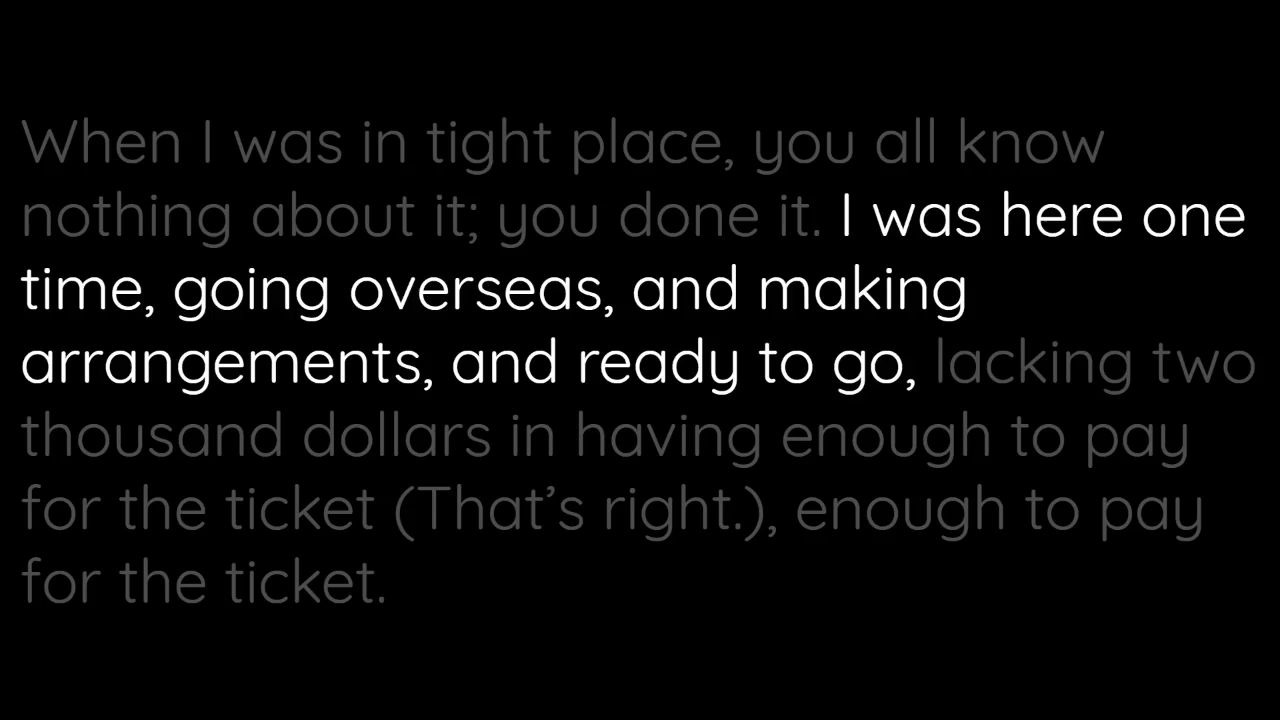 When I was in tight place, you all know
nothing about it; you done it. I was here one
time, going overseas, and making
arrangements, and ready to go, lacking two
thousand dollars in having enough to pay
for the ticket (That’s right.), enough to pay
for the ticket.